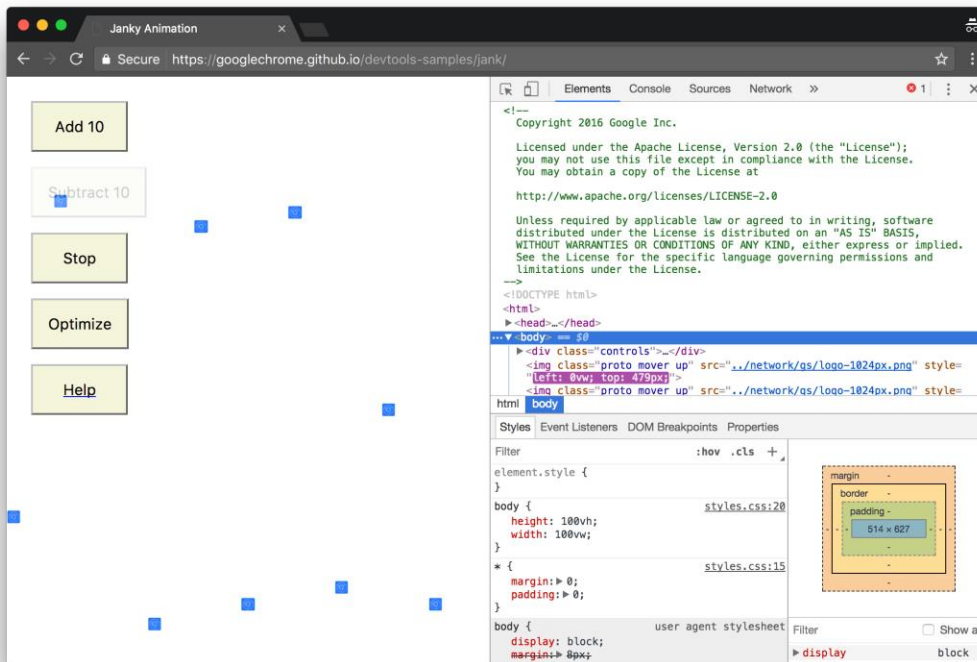 Janky Animation ×
Secure https://googlechrome.github.io/devtools-samples/jank/
Add 10
Subtract 10
Stop
Optimize
Help
Elements Console Sources Network » 1
<!--
Copyright 2016 Google Inc.
Licensed under the Apache License, Version 2.0 (the "License");
you may not use this file except in compliance with the License.
You may obtain a copy of the License at
http://www.apache.org/licenses/LICENSE-2.0
Unless required by applicable law or agreed to in writing, software
distributed under the License is distributed on an "AS IS" BASIS,
WITHOUT WARRANTIES OR CONDITIONS OF ANY KIND, either express or implied.
See the License for the specific language governing permissions and
limitations under the License.
-->
<!DOCTYPE html>
<html>
▶<head>…</head>
…▼<body> == $0
▶<div class="controls">…</div>
<img class="proto mover up" src="../network/gs/logo-1024px.png" style=
"left: 0vw; top: 479px;">
<img class="proto mover up" src="../network/gs/logo-1024px.png" style=
html body
Styles Event Listeners DOM Breakpoints Properties
Filter :hov .cls +
element.style {
}
body { styles.css:20
height: 100vh;
width: 100vw;
}
* { styles.css:15
margin:▶ 0;
padding:▶ 0;
}
body { user agent stylesheet
display: block;
margin:▶ 8px;
margin -
border -
padding -
- - - 514 × 627 - - -
-
-
-
Filter Show a
▶ display block